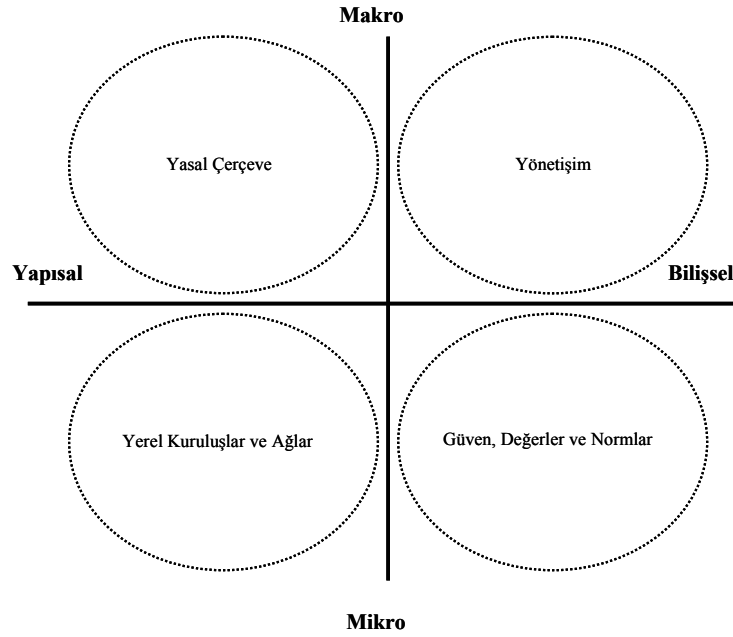 Makro
Yasal Çerçeve
Yönetişim
Yapısal
Bilişsel
Yerel Kuruluşlar ve Ağlar
Güven, Değerler ve Normlar
Mikro